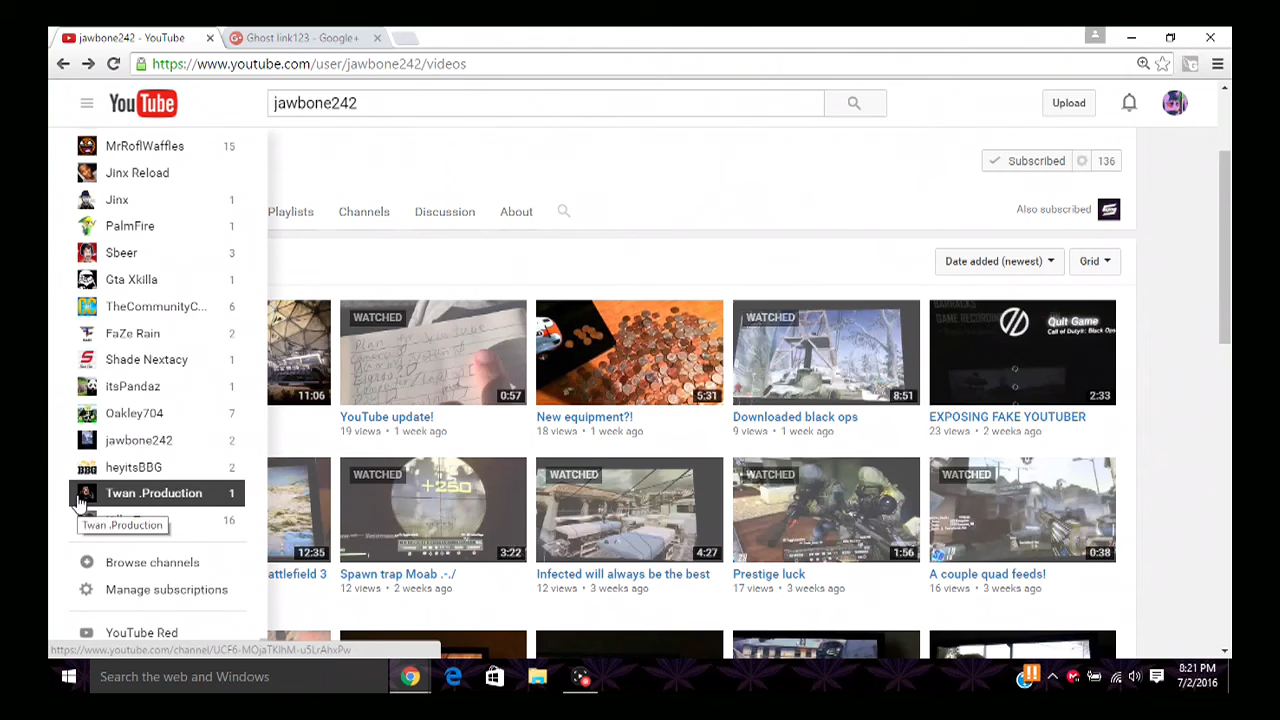 jawbone242 - YouTube
Ghost link123 - Google+
https://www.youtube.com/user/jawbone242/videos
YouTube
jawbone242
Upload
MrRoflWaffles 15
Jinx Reload
Jinx 1
PalmFire 1
Sbeer 3
Gta Xkilla 1
TheCommunityC... 6
FaZe Rain 2
Shade Nextacy 1
itsPandaz 1
Oakley704 7
jawbone242 2
heyitsBBG 2
Twan .Production 1
Twan .Production
16
Browse channels
Manage subscriptions
YouTube Red
Subscribed 136
Playlists Channels Discussion About
Also subscribed
Date added (newest) Grid
11:06
WATCHED
0:57
YouTube update!
19 views • 1 week ago
5:31
New equipment?!
18 views • 1 week ago
WATCHED
8:51
Downloaded black ops
9 views • 1 week ago
GAME RECORDING
Quit Game
Call of Duty®: Black Ops
2:33
EXPOSING FAKE YOUTUBER
23 views • 2 weeks ago
12:35
attlefield 3
WATCHED
+250
3:22
Spawn trap Moab .-./
12 views • 2 weeks ago
WATCHED
4:27
Infected will always be the best
12 views • 3 weeks ago
WATCHED
1:56
Prestige luck
17 views • 3 weeks ago
0:38
A couple quad feeds!
16 views • 3 weeks ago
Search the web and Windows
8:21 PM
7/2/2016